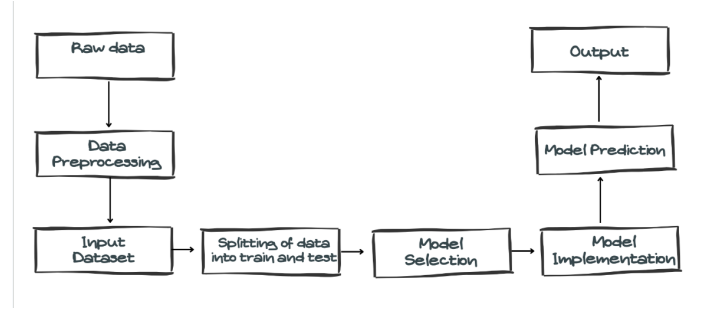 Raw data
Data
Preprocessing
Input
Dataset
Splitting of data
into train and test
Model
Selection
Model
Implementation
Model Prediction
Output